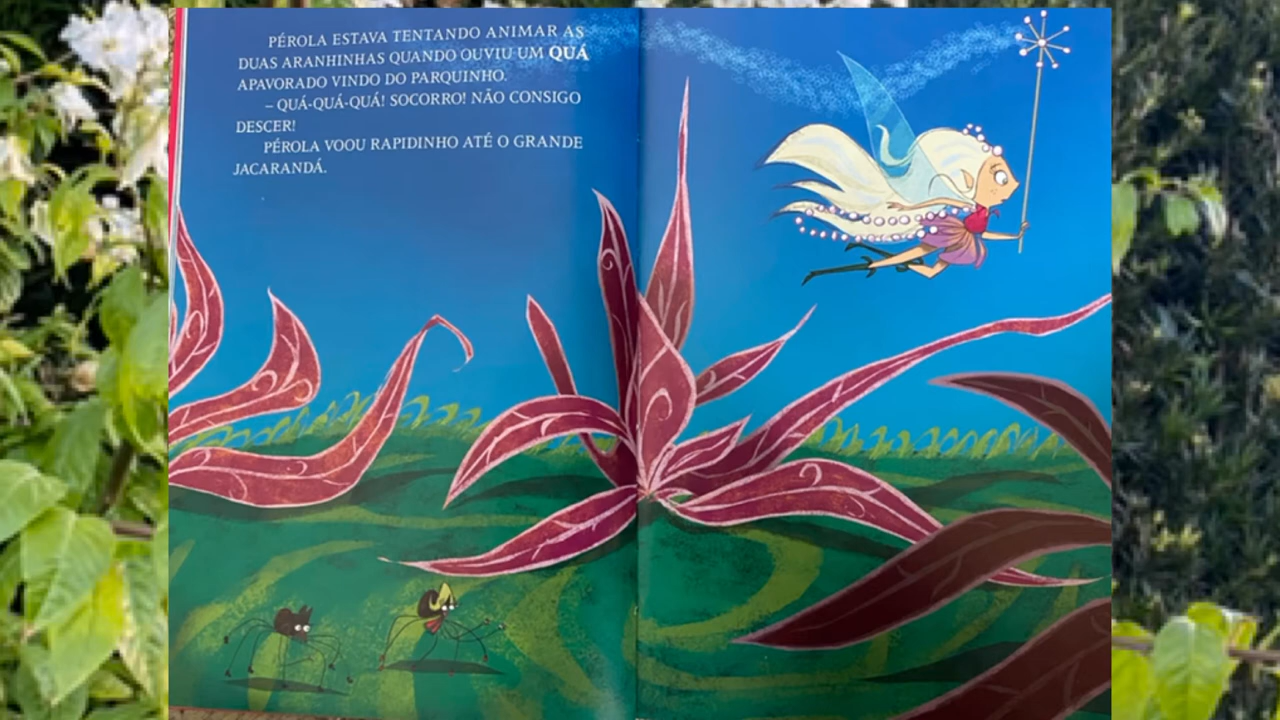 PÉROLA ESTAVA TENTANDO ANIMAR AS
DUAS ARANHINHAS QUANDO OUVIU UM QUÁ
APAVORADO VINDO DO PARQUINHO.
– QUÁ-QUÁ-QUÁ! SOCORRO! NÃO CONSIGO
DESCER!
PÉROLA VOOU RAPIDINHO ATÉ O GRANDE
JACARANDÁ.